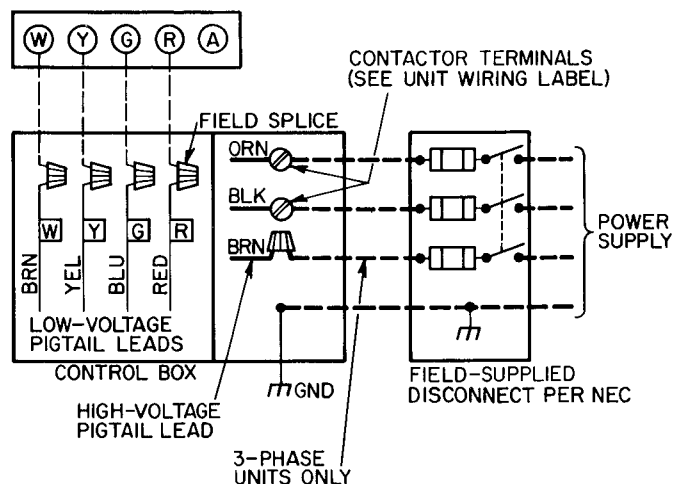 W Y G R A
CONTACTOR TERMINALS
(SEE UNIT WIRING LABEL)
FIELD SPLICE
ORN
BLK
BRN
W Y G R
BRN YEL BLU RED
POWER
SUPPLY
LOW-VOLTAGE
PIGTAIL LEADS
CONTROL BOX
GND
FIELD-SUPPLIED
DISCONNECT PER NEC
HIGH-VOLTAGE
PIGTAIL LEAD
3-PHASE
UNITS ONLY